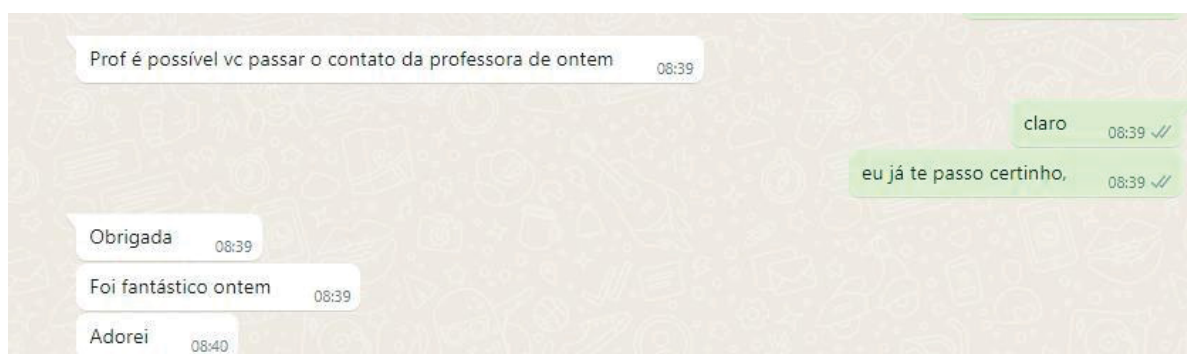 Prof é possível vc passar o contato da professora de ontem 08:39
claro 08:39
eu já te passo certinho, 08:39
Obrigada 08:39
Foi fantástico ontem 08:39
Adorei 08:40